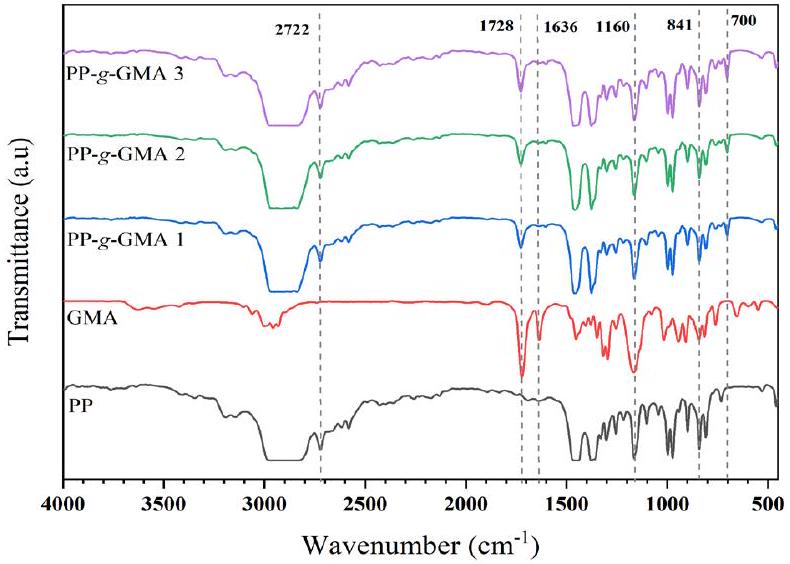 2722
1728
1636
1160
841
700
PP-g-GMA 3
PP-g-GMA 2
PP-g-GMA 1
GMA
PP
Transmittance (a.u)
4000
3500
3000
2500
2000
1500
1000
500
Wavenumber (cm⁻¹)